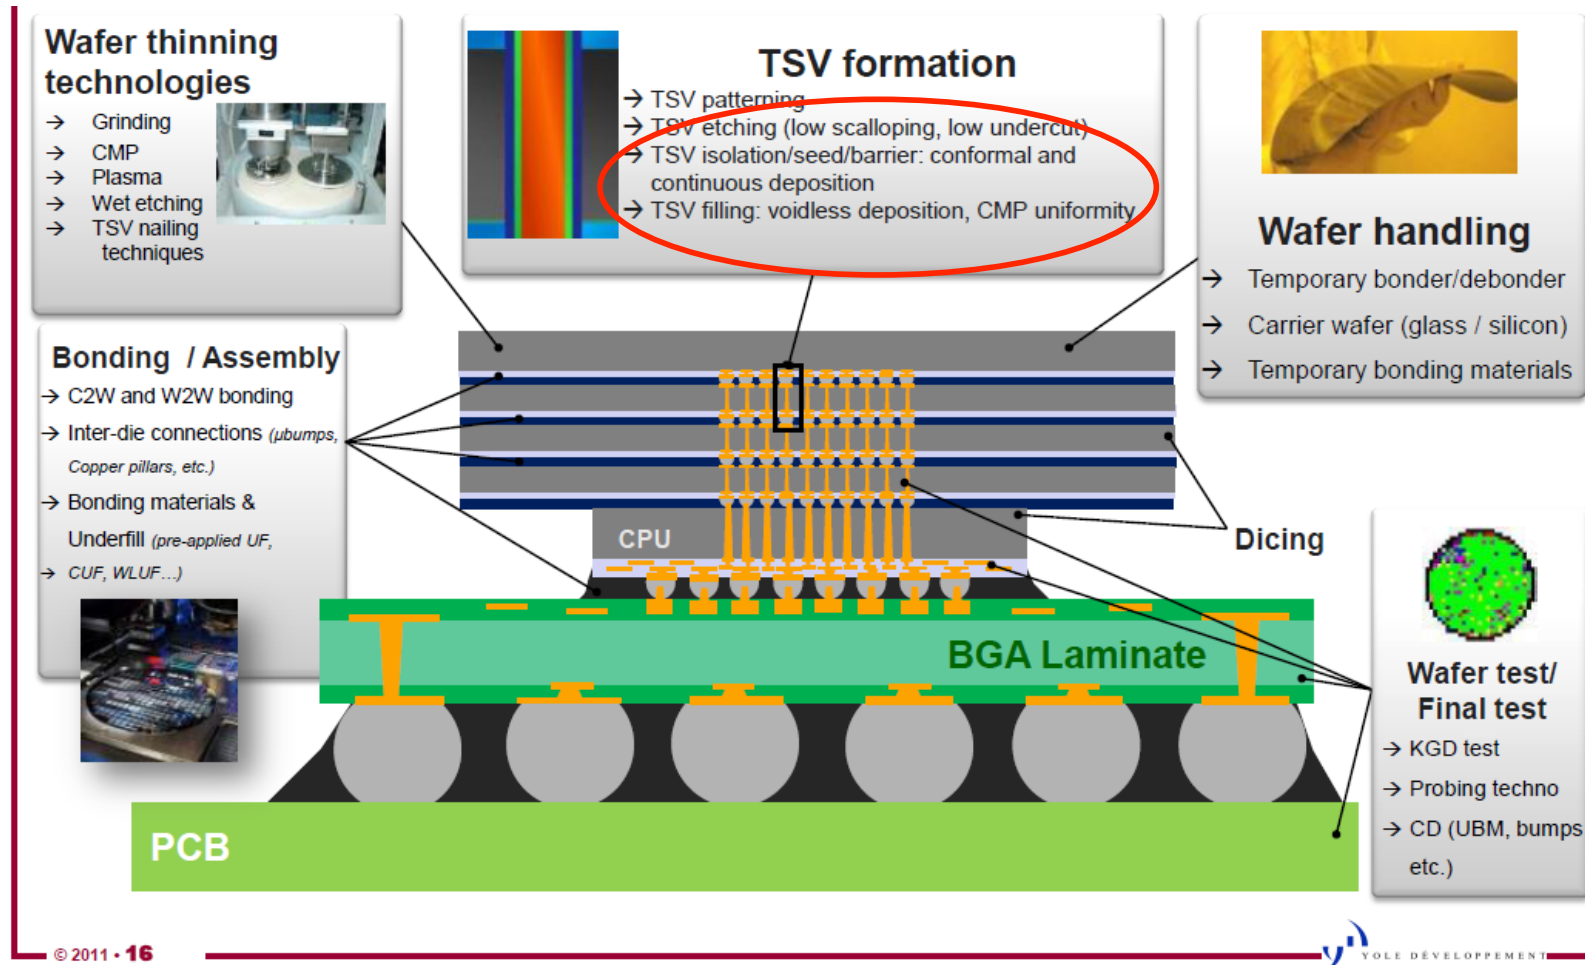 Wafer thinning
technologies
→ Grinding
→ CMP
→ Plasma
→ Wet etching
→ TSV nailing
techniques
TSV formation
→ TSV patterning
→ TSV etching (low scalloping, low undercut)
→ TSV isolation/seed/barrier: conformal and
continuous deposition
→ TSV filling: voidless deposition, CMP uniformity
Wafer handling
→ Temporary bonder/debonder
→ Carrier wafer (glass / silicon)
→ Temporary bonding materials
Bonding / Assembly
→ C2W and W2W bonding
→ Inter-die connections (µbumps,
Copper pillars, etc.)
→ Bonding materials &
Underfill (pre-applied UF,
→ CUF, WLUF…)
CPU
Dicing
BGA Laminate
PCB
Wafer test/
Final test
→ KGD test
→ Probing techno
→ CD (UBM, bumps
etc.)
© 2011 • 16
YOLE DÉVELOPPEMENT